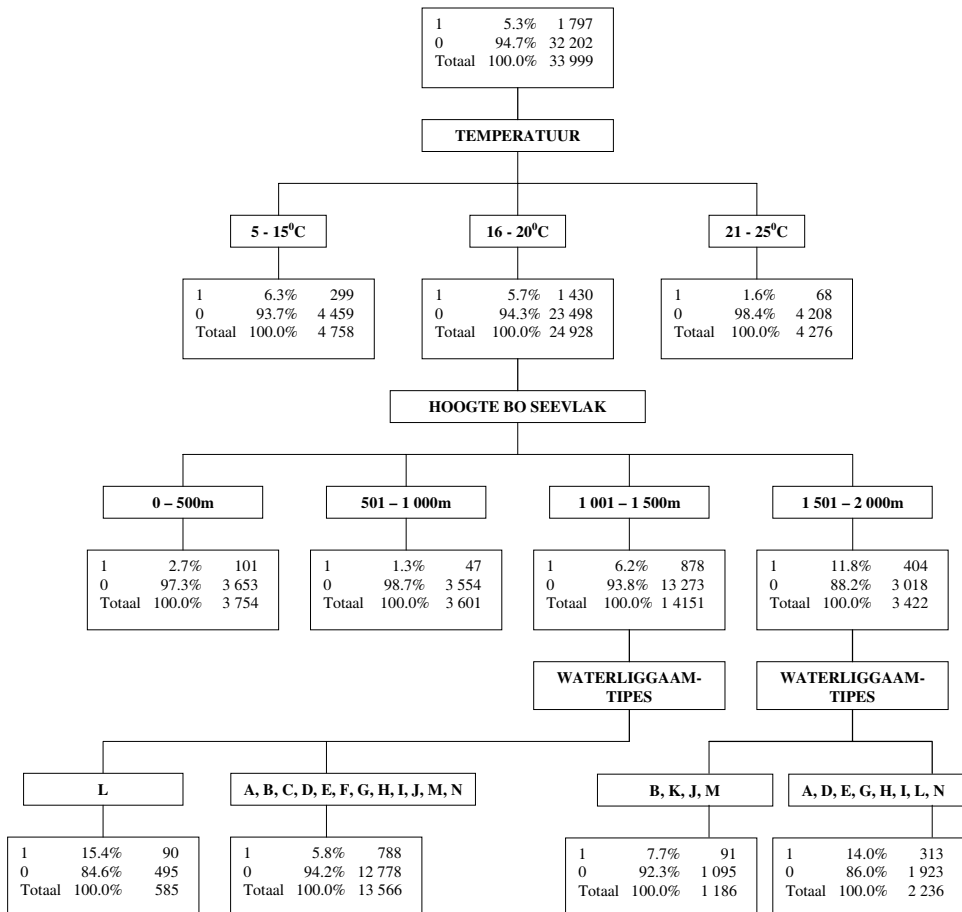 1 5.3% 1 797
0 94.7% 32 202
Totaal 100.0% 33 999
TEMPERATUUR
5 - 15⁰C
16 - 20⁰C
21 - 25⁰C
1 6.3% 299
0 93.7% 4 459
Totaal 100.0% 4 758
1 5.7% 1 430
0 94.3% 23 498
Totaal 100.0% 24 928
1 1.6% 68
0 98.4% 4 208
Totaal 100.0% 4 276
HOOGTE BO SEEVLAK
0 – 500m
501 – 1 000m
1 001 – 1 500m
1 501 – 2 000m
1 2.7% 101
0 97.3% 3 653
Totaal 100.0% 3 754
1 1.3% 47
0 98.7% 3 554
Totaal 100.0% 3 601
1 6.2% 878
0 93.8% 13 273
Totaal 100.0% 1 4151
1 11.8% 404
0 88.2% 3 018
Totaal 100.0% 3 422
WATERLIGGAAM-
TIPES
WATERLIGGAAM-
TIPES
L
A, B, C, D, E, F, G, H, I, J, M, N
B, K, J, M
A, D, E, G, H, I, L, N
1 15.4% 90
0 84.6% 495
Totaal 100.0% 585
1 5.8% 788
0 94.2% 12 778
Totaal 100.0% 13 566
1 7.7% 91
0 92.3% 1 095
Totaal 100.0% 1 186
1 14.0% 313
0 86.0% 1 923
Totaal 100.0% 2 236